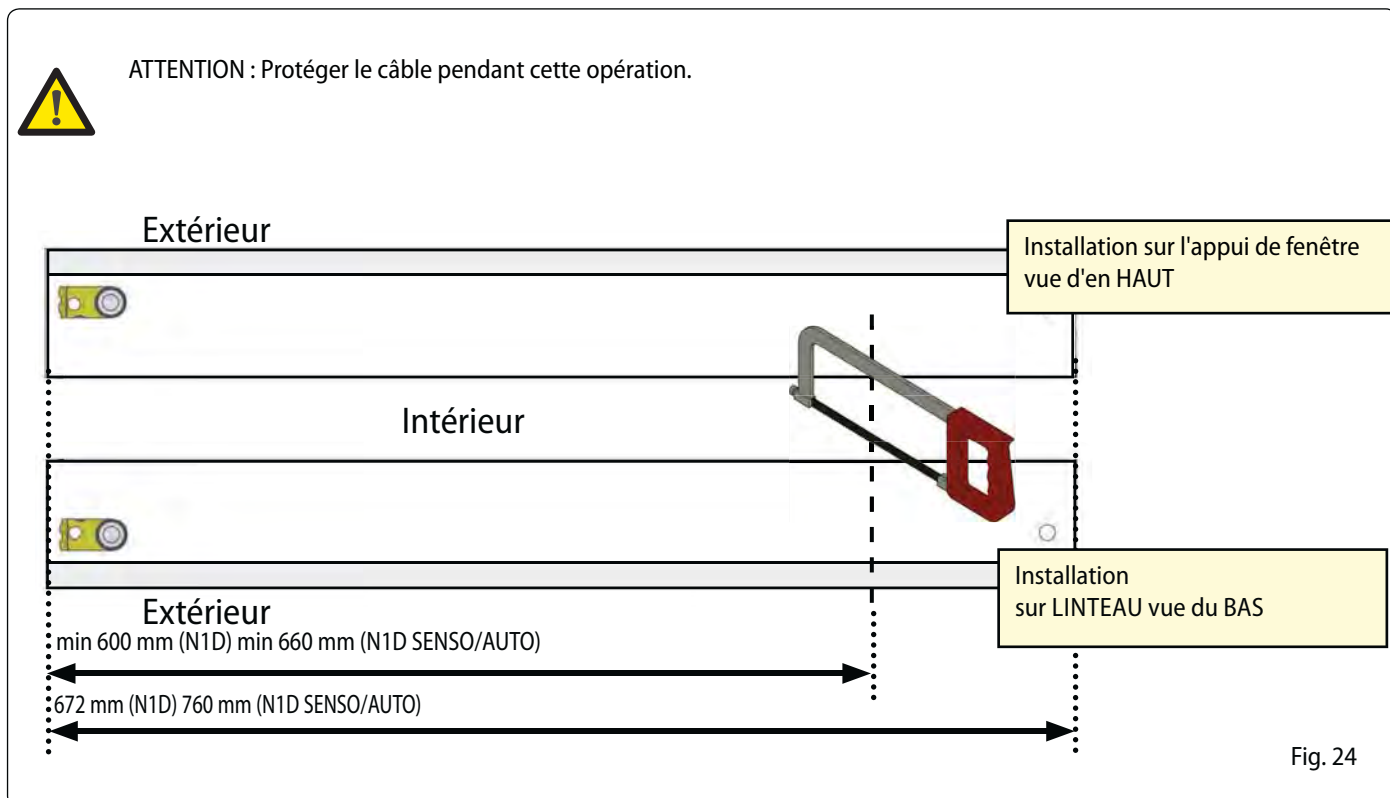 ATTENTION : Protéger le câble pendant cette opération.
Extérieur
Installation sur l'appui de fenêtre
vue d'en HAUT
Intérieur
Installation
sur LINTEAU vue du BAS
Extérieur
min 600 mm (N1D) min 660 mm (N1D SENSO/AUTO)
672 mm (N1D) 760 mm (N1D SENSO/AUTO)
Fig. 24